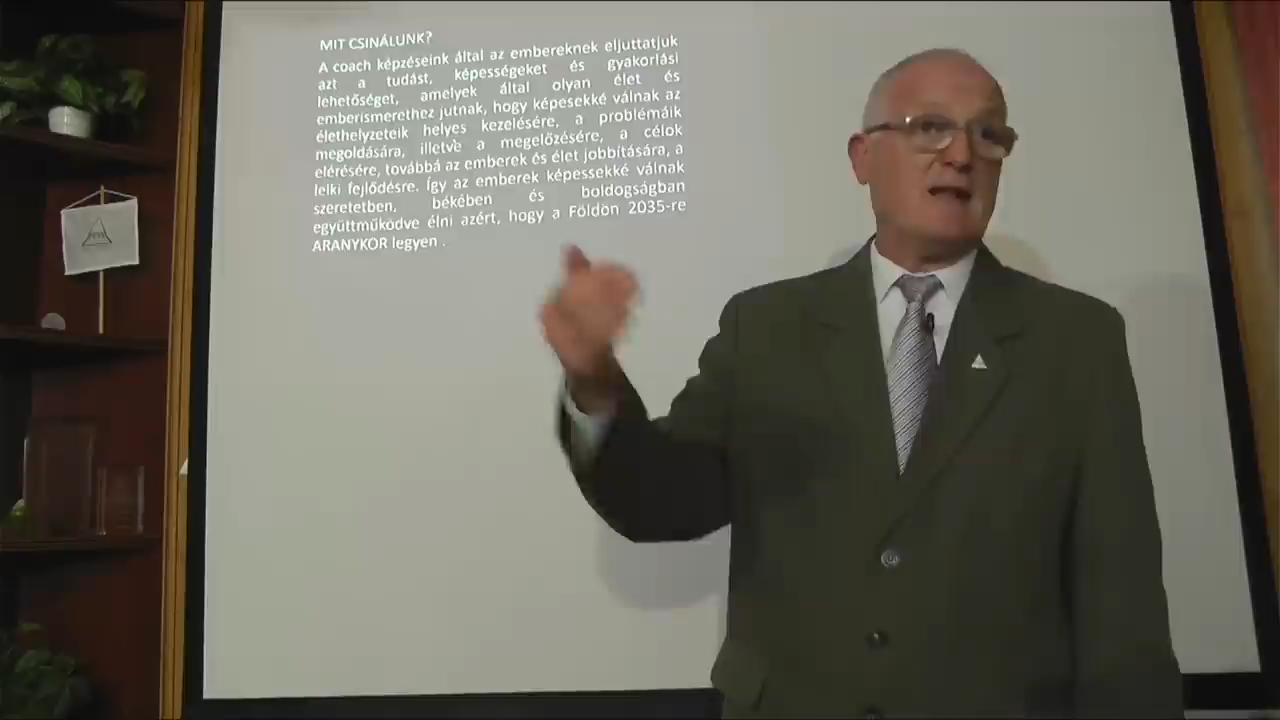 MIT CSINÁLUNK?
A coach képzéseink által az embereknek eljuttatjuk
azt a tudást, képességeket és gyakorlási
lehetőséget, amelyek által olyan élet és
emberismerethez jutnak, hogy képesekké válnak az
élethelyzeteik helyes kezelésére, a problémáik
megoldására, illetve a megelőzésére, a célok
elérésére, továbbá az emberek és élet jobbítására, a
lelki fejlődésre. Így az emberek képessekké válnak
szeretetben, békében és boldogságban
együttműködve élni azért, hogy a Földön 2035-re
ARANYKOR legyen .